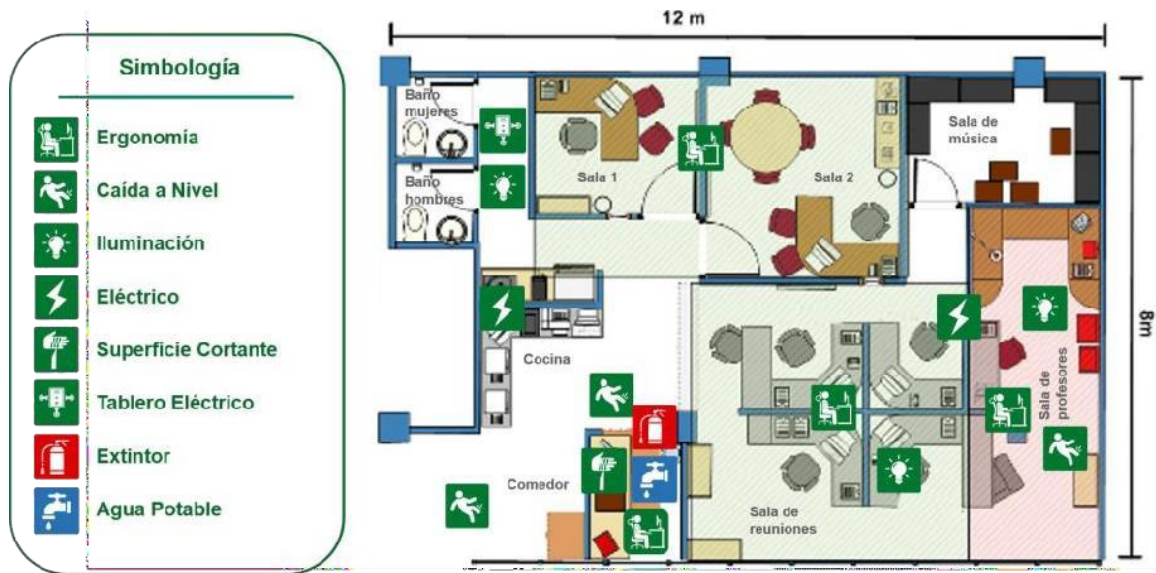 12 m
Simbología
Ergonomía
Caída a Nivel
Iluminación
Eléctrico
Superficie Cortante
Tablero Eléctrico
Extintor
Agua Potable
Baño
mujeres
Baño
hombres
Sala 1
Sala 2
Sala de
música
8m
Cocina
Sala de
profesores
Comedor
Sala de
reuniones